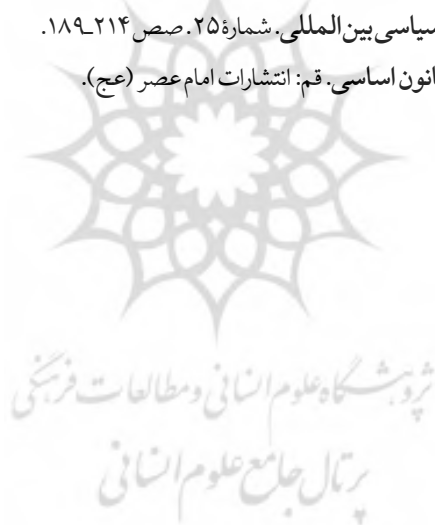 سیاسی بین‌المللی. شمارهٔ ۲۵. صص ۲۱۴ـ۱۸۹.
انون اساسی. قم: انتشارات امام عصر (عج).
پژوهشگاه علوم انسانی و مطالعات فرهنگی
پرتال جامع علوم انسانی